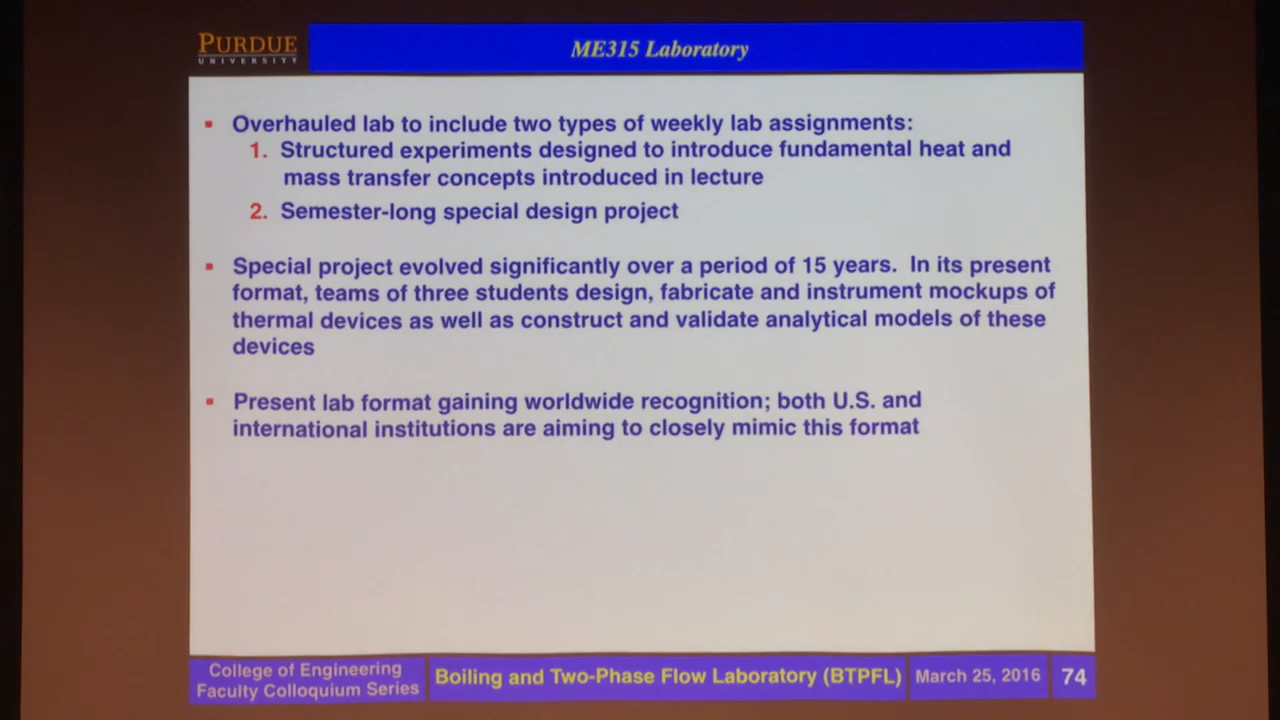 PURDUE
UNIVERSITY
ME315 Laboratory
▪ Overhauled lab to include two types of weekly lab assignments:
1. Structured experiments designed to introduce fundamental heat and
mass transfer concepts introduced in lecture
2. Semester-long special design project
▪ Special project evolved significantly over a period of 15 years. In its present
format, teams of three students design, fabricate and instrument mockups of
thermal devices as well as construct and validate analytical models of these
devices
▪ Present lab format gaining worldwide recognition; both U.S. and
international institutions are aiming to closely mimic this format
College of Engineering
Faculty Colloquium Series
Boiling and Two-Phase Flow Laboratory (BTPFL)
March 25, 2016
74